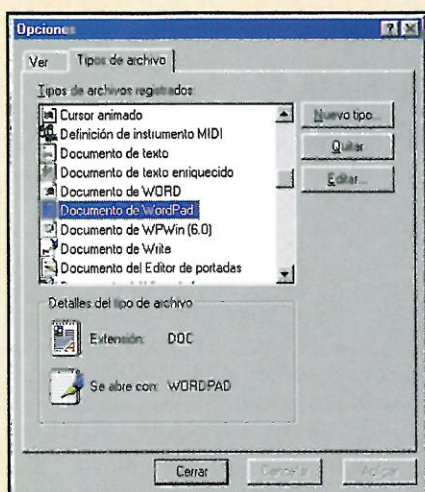 Opciones
Ver
Tipos de archivo
Tipos de archivos registrados:
Cursor animado
Definición de instrumento MIDI
Documento de texto
Documento de texto enriquecido
Documento de WORD
Documento de WordPad
Documento de WPWin (6.0)
Documento de Write
Documento del Editor de portadas
Nuevo tipo...
Quitar
Editar...
Detalles del tipo de archivo
Extensión: DOC
Se abre con: WORDPAD
Cerrar
Cancelar
Aplicar